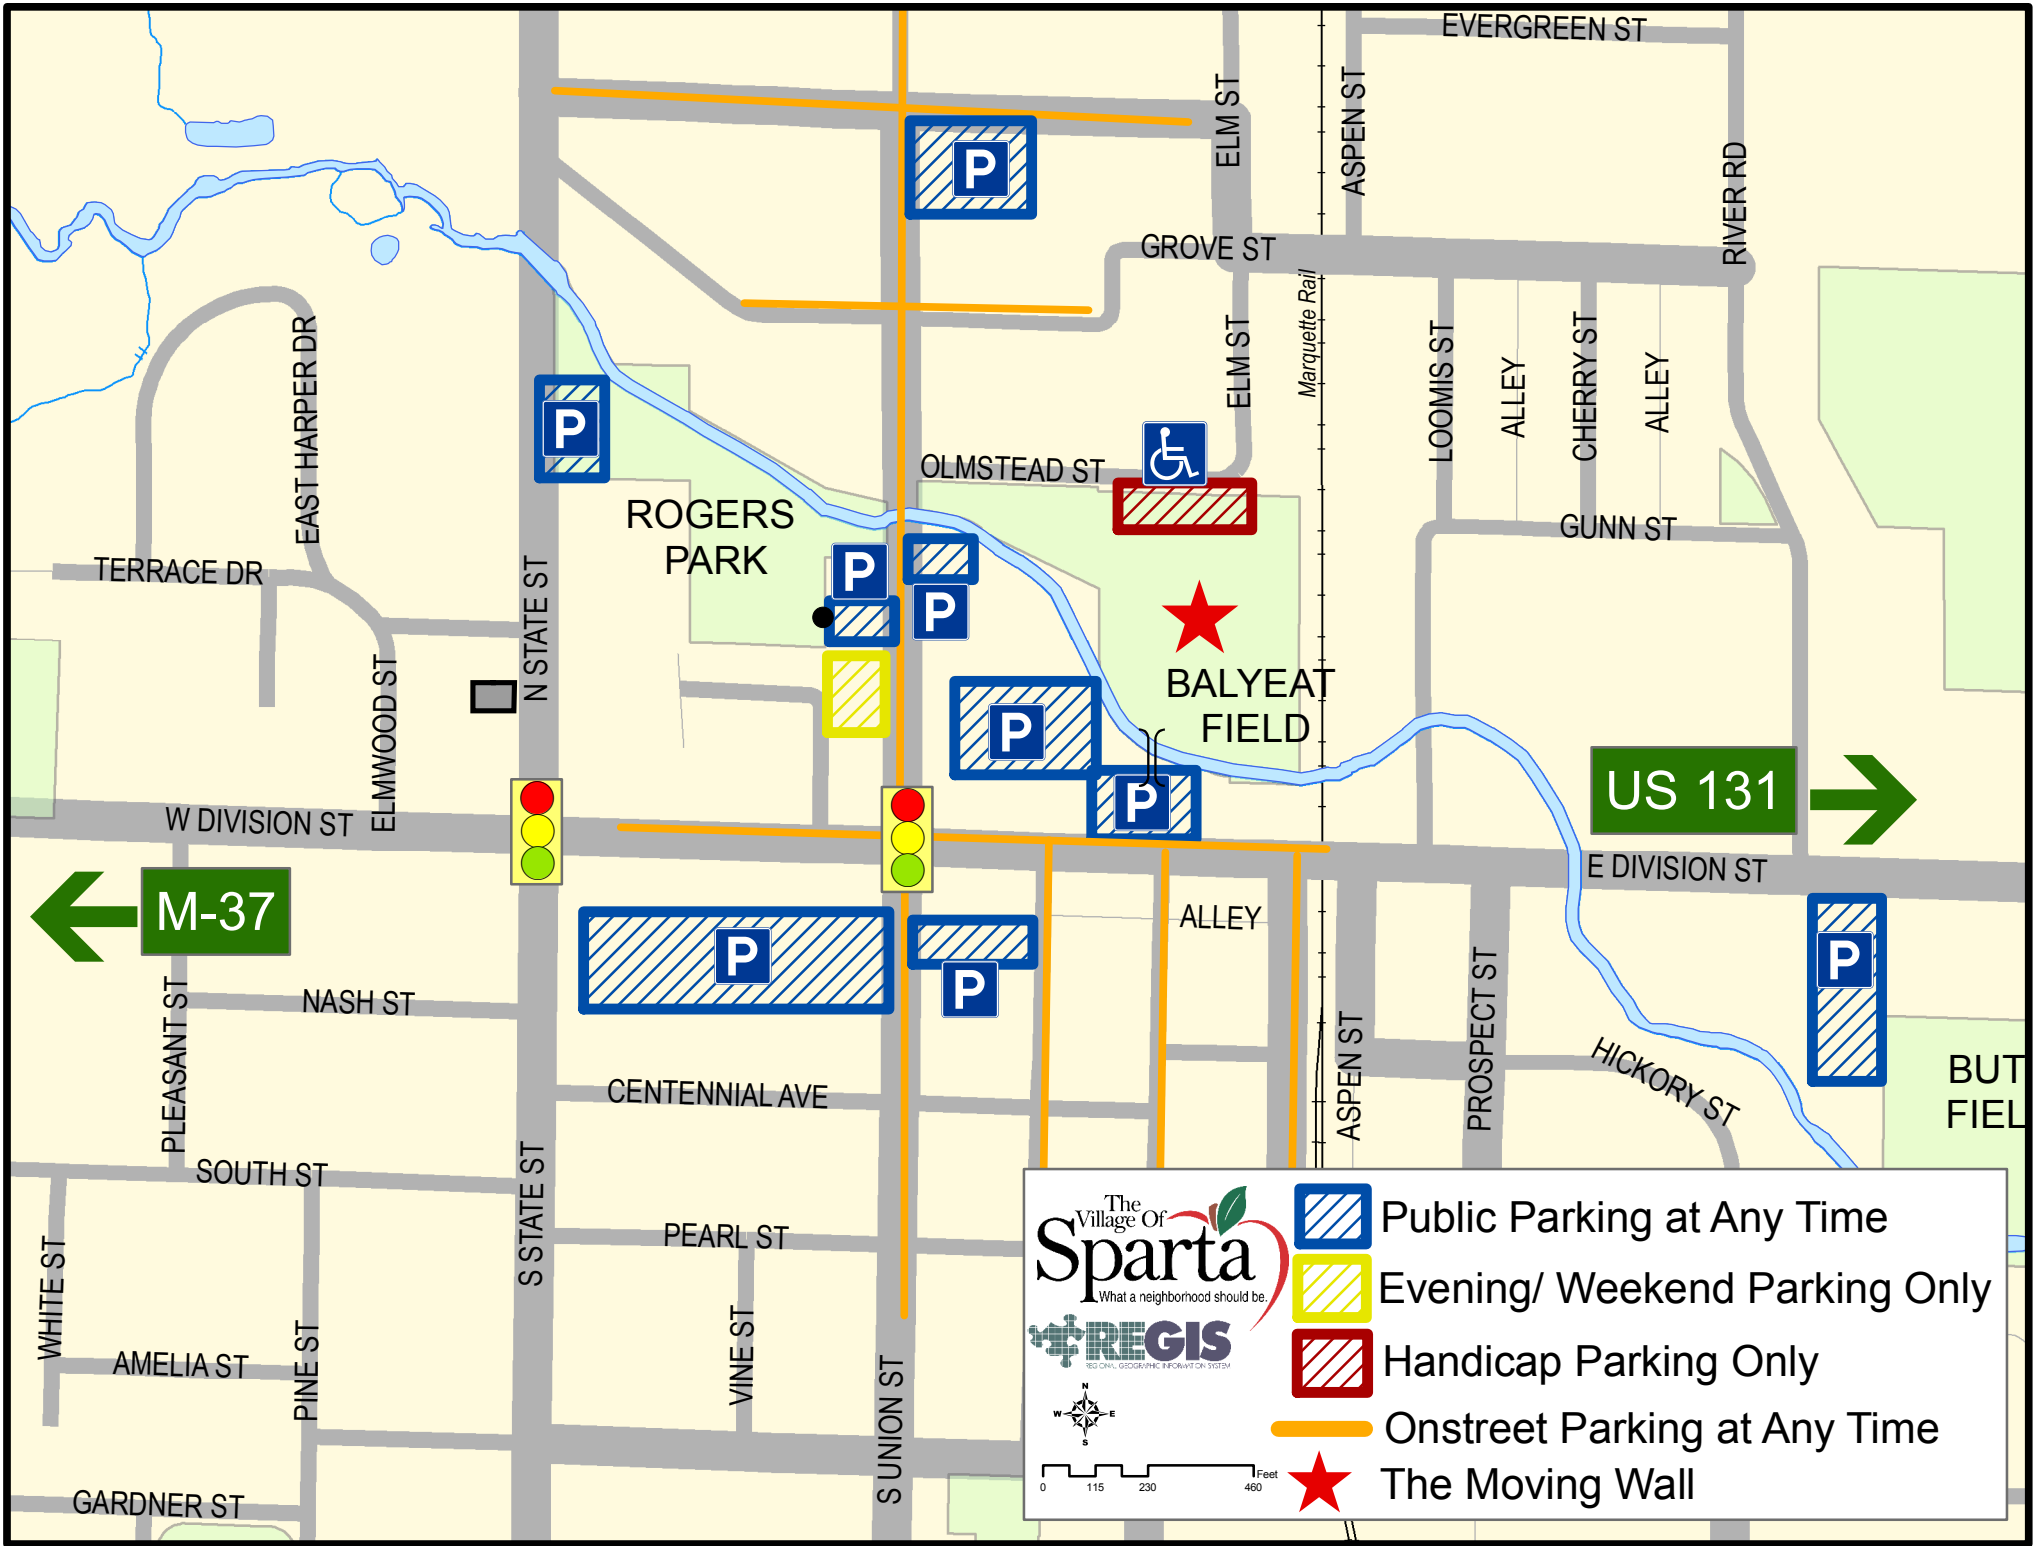 EVERGREEN ST
ELM ST
ASPEN ST
RIVER RD
P
GROVE ST
Marquette Rail
EAST HARPER DR
ELM ST
LOOMIS ST
ALLEY
CHERRY ST
ALLEY
P
OLMSTEAD ST
ROGERS
PARK
GUNN ST
TERRACE DR
P
P
N STATE ST
ELMWOOD ST
BALYEAT
FIELD
P
P
US 131
W DIVISION ST
E DIVISION ST
M-37
ALLEY
P
P
P
PLEASANT ST
NASH ST
ASPEN ST
PROSPECT ST
HICKORY ST
BUT
FIEL
CENTENNIAL AVE
SOUTH ST
S STATE ST
PEARL ST
WHITE ST
AMELIA ST
PINE ST
VINE ST
S UNION ST
GARDNER ST
The
Village Of
Sparta
What a neighborhood should be.
REGIS
REGIONAL GEOGRAPHIC INFORMATION SYSTEM
N
W E
S
0 115 230 460 Feet
Public Parking at Any Time
Evening/ Weekend Parking Only
Handicap Parking Only
Onstreet Parking at Any Time
The Moving Wall